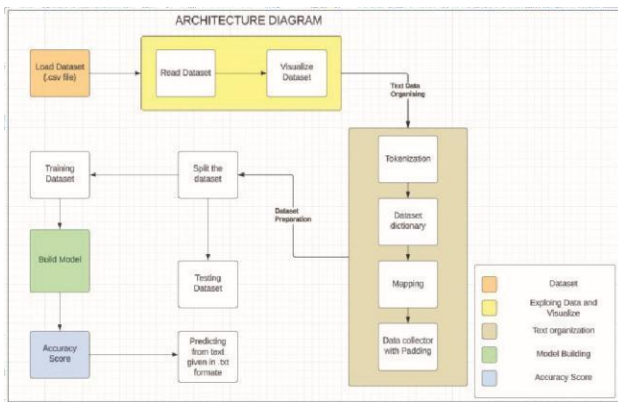 ARCHITECTURE DIAGRAM
Load Dataset
(.csv file)
Read Dataset
Visualize
Dataset
Text Data
Organising
Tokenization
Dataset
dictionary
Mapping
Data collector
with Padding
Dataset
Preparation
Split the
dataset
Training
Dataset
Testing
Dataset
Build Model
Accuracy
Score
Predicting
from text
given in .txt
formate
Dataset
Exploing Data and
Visualize
Text organization
Model Building
Accuracy Score